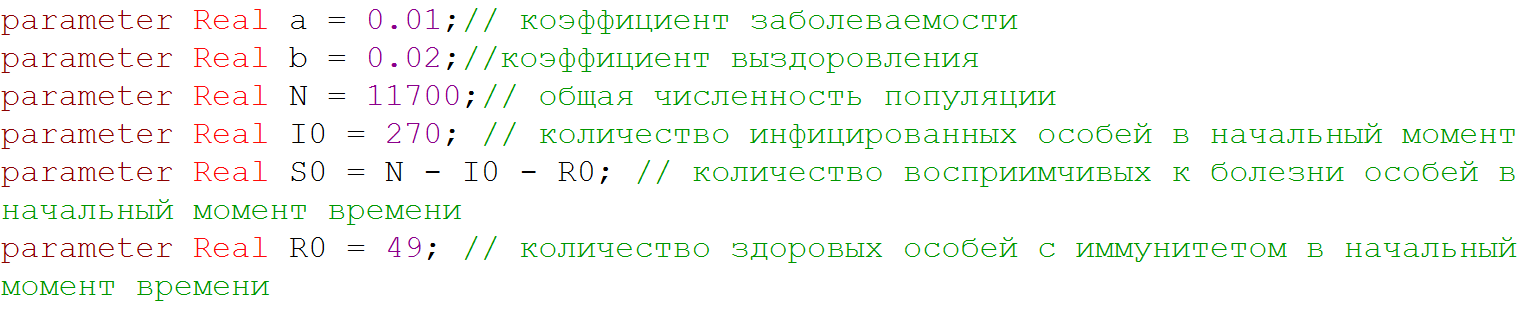 parameter Real a = 0.01;// коэффициент заболеваемости
parameter Real b = 0.02;//коэффициент выздоровления
parameter Real N = 11700;// общая численность популяции
parameter Real I0 = 270; // количество инфицированных особей в начальный момент
parameter Real S0 = N - I0 - R0; // количество восприимчивых к болезни особей в
начальный момент времени
parameter Real R0 = 49; // количество здоровых особей с иммунитетом в начальный
момент времени